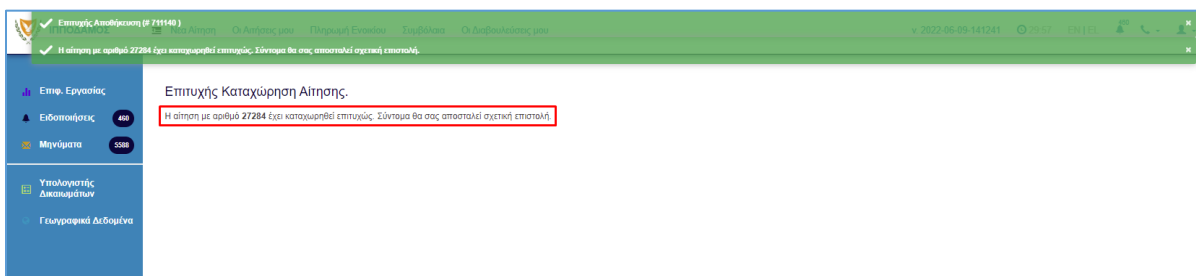 Επιτυχής Αποθήκευση (# 711140 )
ΙΠΠΟΔΑΜΟΣ Νέα Αίτηση Οι Αιτήσεις μου Πληρωμή Ενοικίου Συμβόλαια Οι Διαβουλεύσεις μου v. 2022-06-09-141241 EN | EL
Η αίτηση με αριθμό 27284 έχει καταχωρηθεί επιτυχώς. Σύντομα θα σας αποσταλεί σχετική επιστολή.
Επιφ. Εργασίας
Επιτυχής Καταχώρηση Αίτησης.
Ειδοποιήσεις 460
Η αίτηση με αριθμό 27284 έχει καταχωρηθεί επιτυχώς. Σύντομα θα σας αποσταλεί σχετική επιστολή.
Μηνύματα 5588
Υπολογιστής
Δικαιωμάτων
Γεωγραφικά Δεδομένα